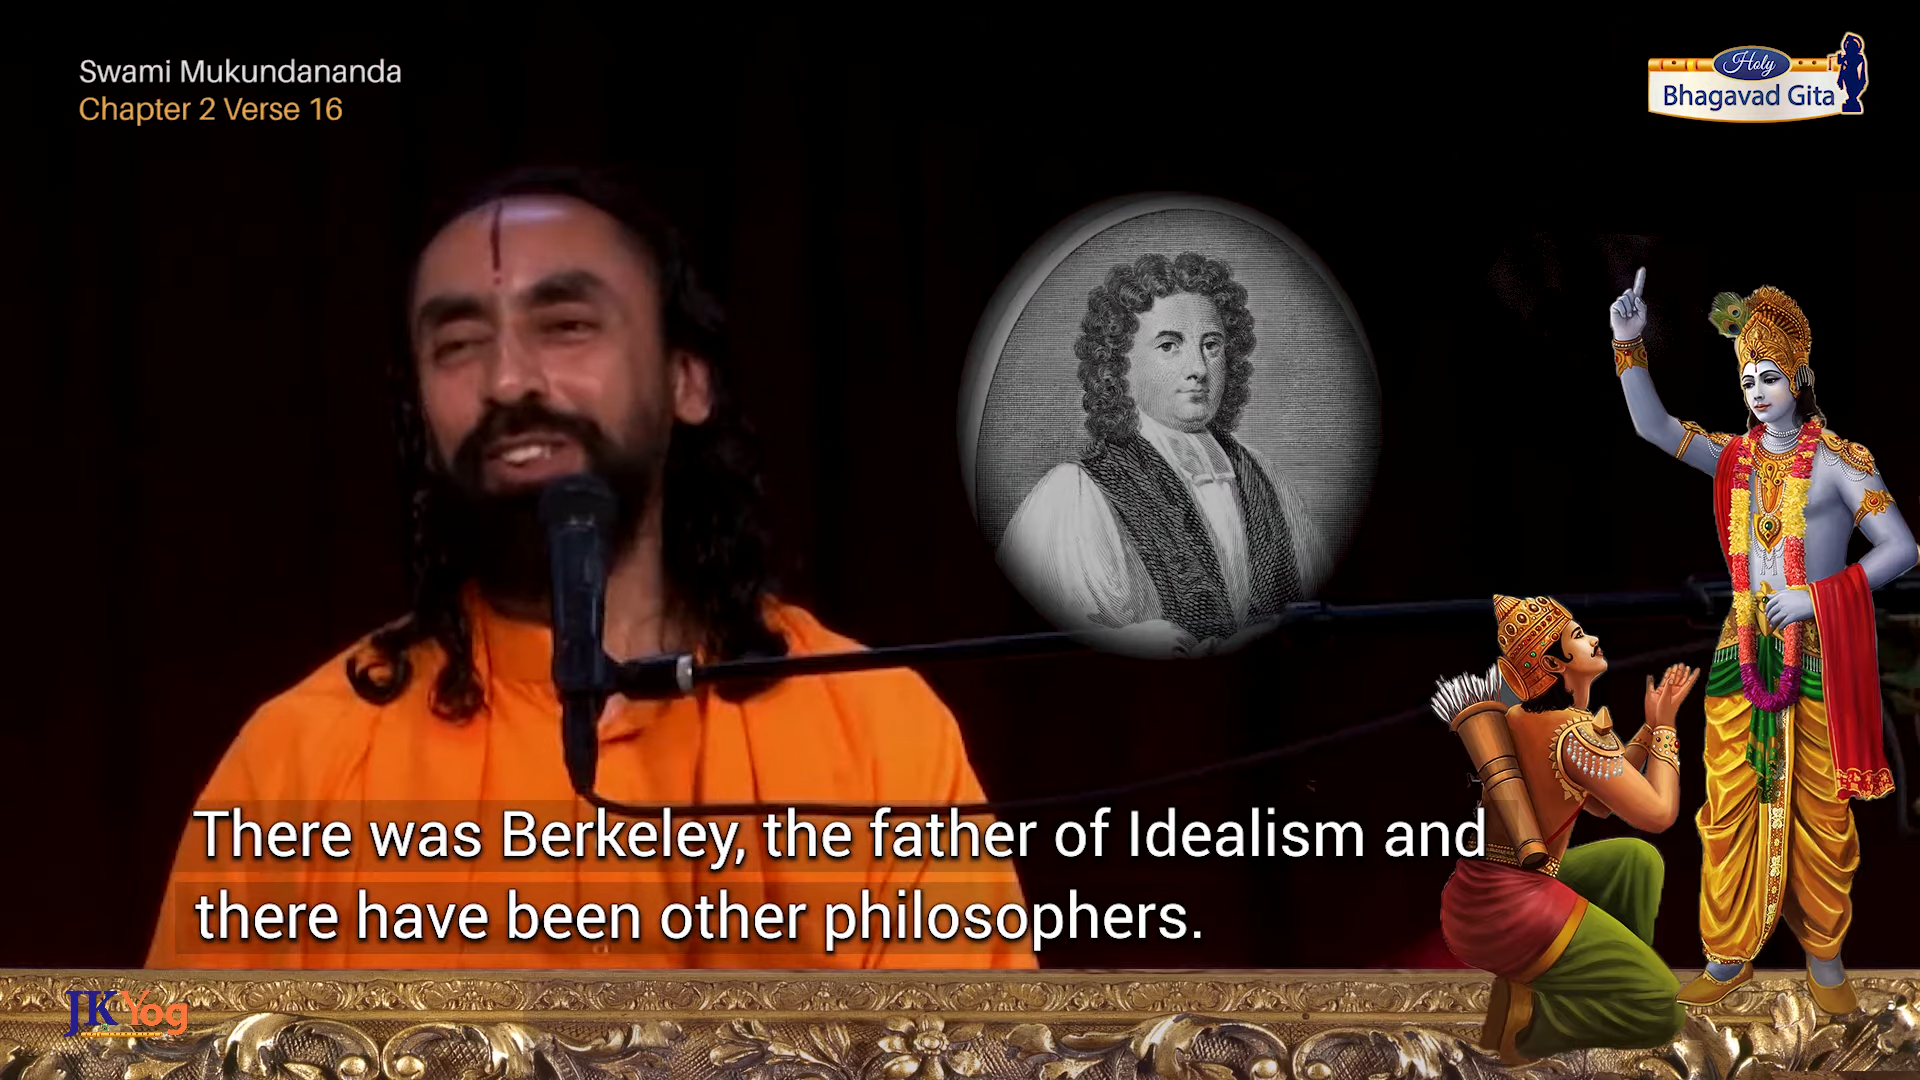 Swami Mukundananda
Chapter 2 Verse 16
Holy
Bhagavad Gita
There was Berkeley, the father of Idealism and
there have been other philosophers.
JKYog